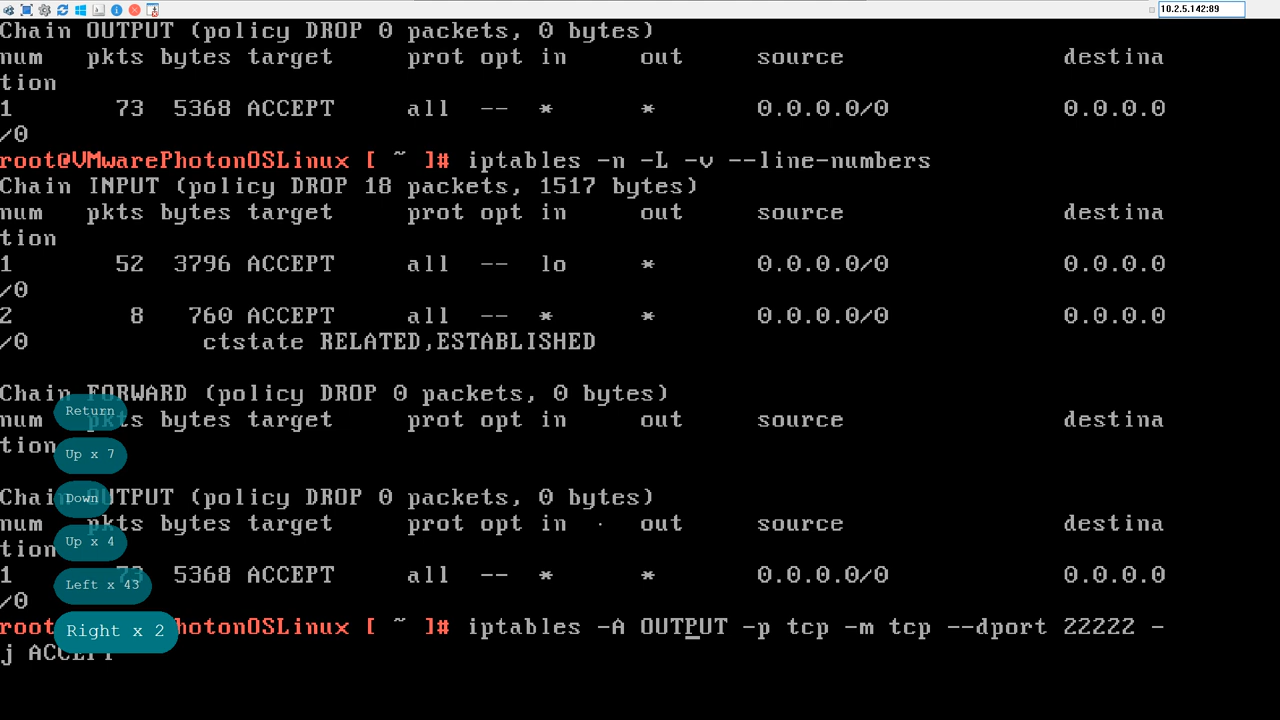 10.2.5.142:89
Chain OUTPUT (policy DROP 0 packets, 0 bytes)
num   pkts bytes target     prot opt in     out     source               destina
tion
1       73  5368 ACCEPT     all  --  *      *       0.0.0.0/0            0.0.0.0
/0
root@VMwarePhotonOSLinux [ ~ ]# iptables -n -L -v --line-numbers
Chain INPUT (policy DROP 18 packets, 1517 bytes)
num   pkts bytes target     prot opt in     out     source               destina
tion
1       52  3796 ACCEPT     all  --  lo     *       0.0.0.0/0            0.0.0.0
/0
2        8   760 ACCEPT     all  --  *      *       0.0.0.0/0            0.0.0.0
/0            ctstate RELATED,ESTABLISHED
Chain FORWARD (policy DROP 0 packets, 0 bytes)
Return
num   pkts bytes target     prot opt in     out     source               destina
tion
Up x 7
Chain OUTPUT (policy DROP 0 packets, 0 bytes)
Down
num   pkts bytes target     prot opt in     out     source               destina
tion
Up x 4
1       73  5368 ACCEPT     all  --  *      *       0.0.0.0/0            0.0.0.0
Left x 43
/0
root@VMwarePhotonOSLinux [ ~ ]# iptables -A OUTPUT -p tcp -m tcp --dport 22222 -
Right x 2
j ACCEPT